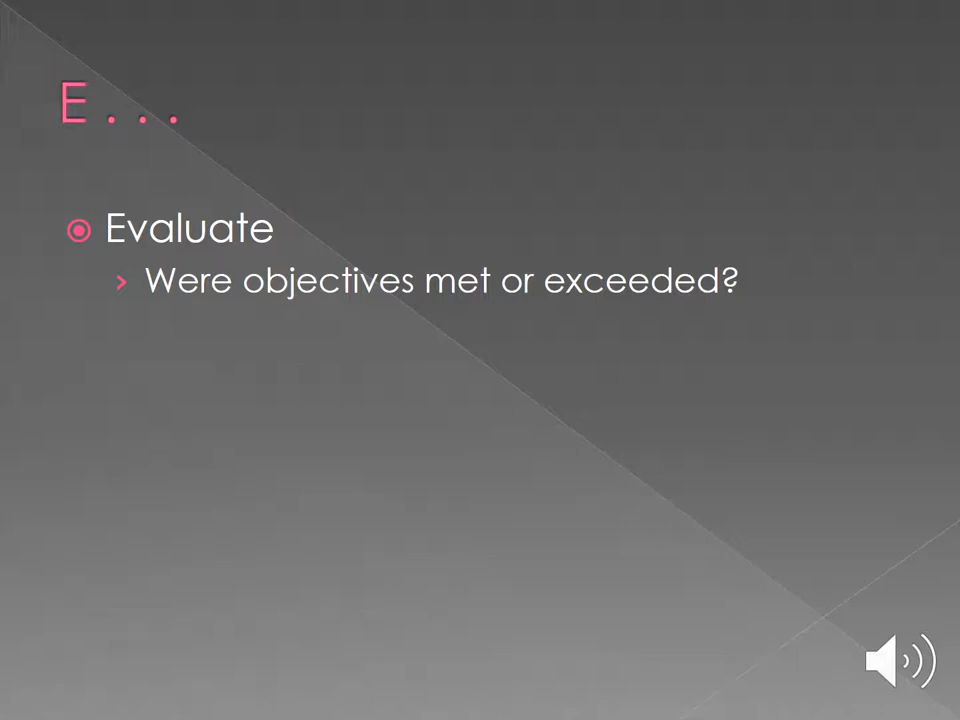 E . . .
Evaluate
Were objectives met or exceeded?